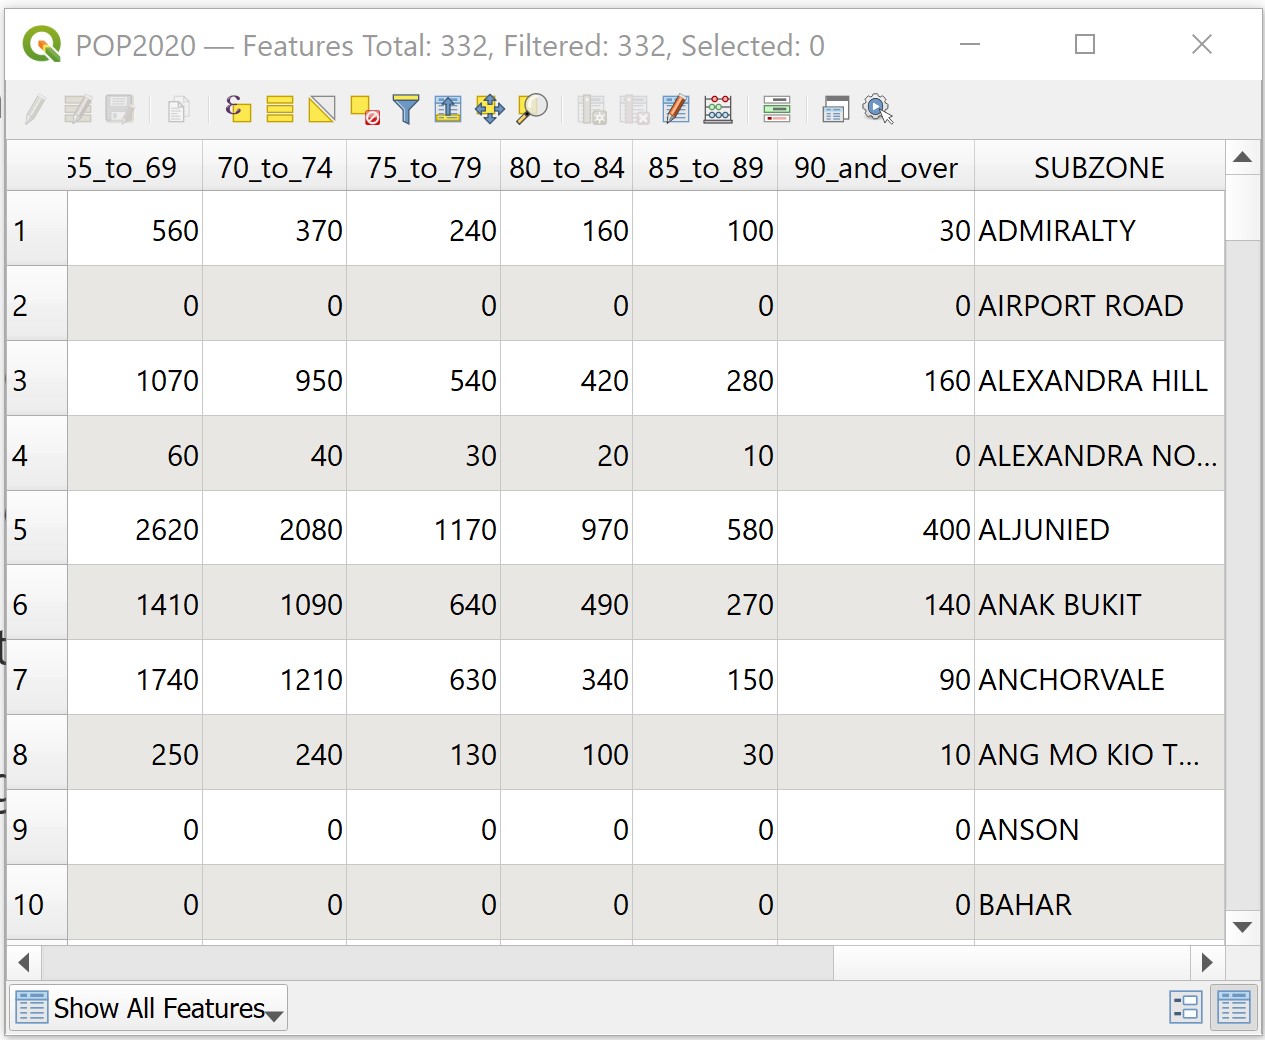 POP2020 — Features Total: 332, Filtered: 332, Selected: 0
65_to_69 70_to_74 75_to_79 80_to_84 85_to_89 90_and_over SUBZONE
1 560 370 240 160 100 30 ADMIRALTY
2 0 0 0 0 0 0 AIRPORT ROAD
3 1070 950 540 420 280 160 ALEXANDRA HILL
4 60 40 30 20 10 0 ALEXANDRA NO...
5 2620 2080 1170 970 580 400 ALJUNIED
6 1410 1090 640 490 270 140 ANAK BUKIT
7 1740 1210 630 340 150 90 ANCHORVALE
8 250 240 130 100 30 10 ANG MO KIO T...
9 0 0 0 0 0 0 ANSON
10 0 0 0 0 0 0 BAHAR
Show All Features